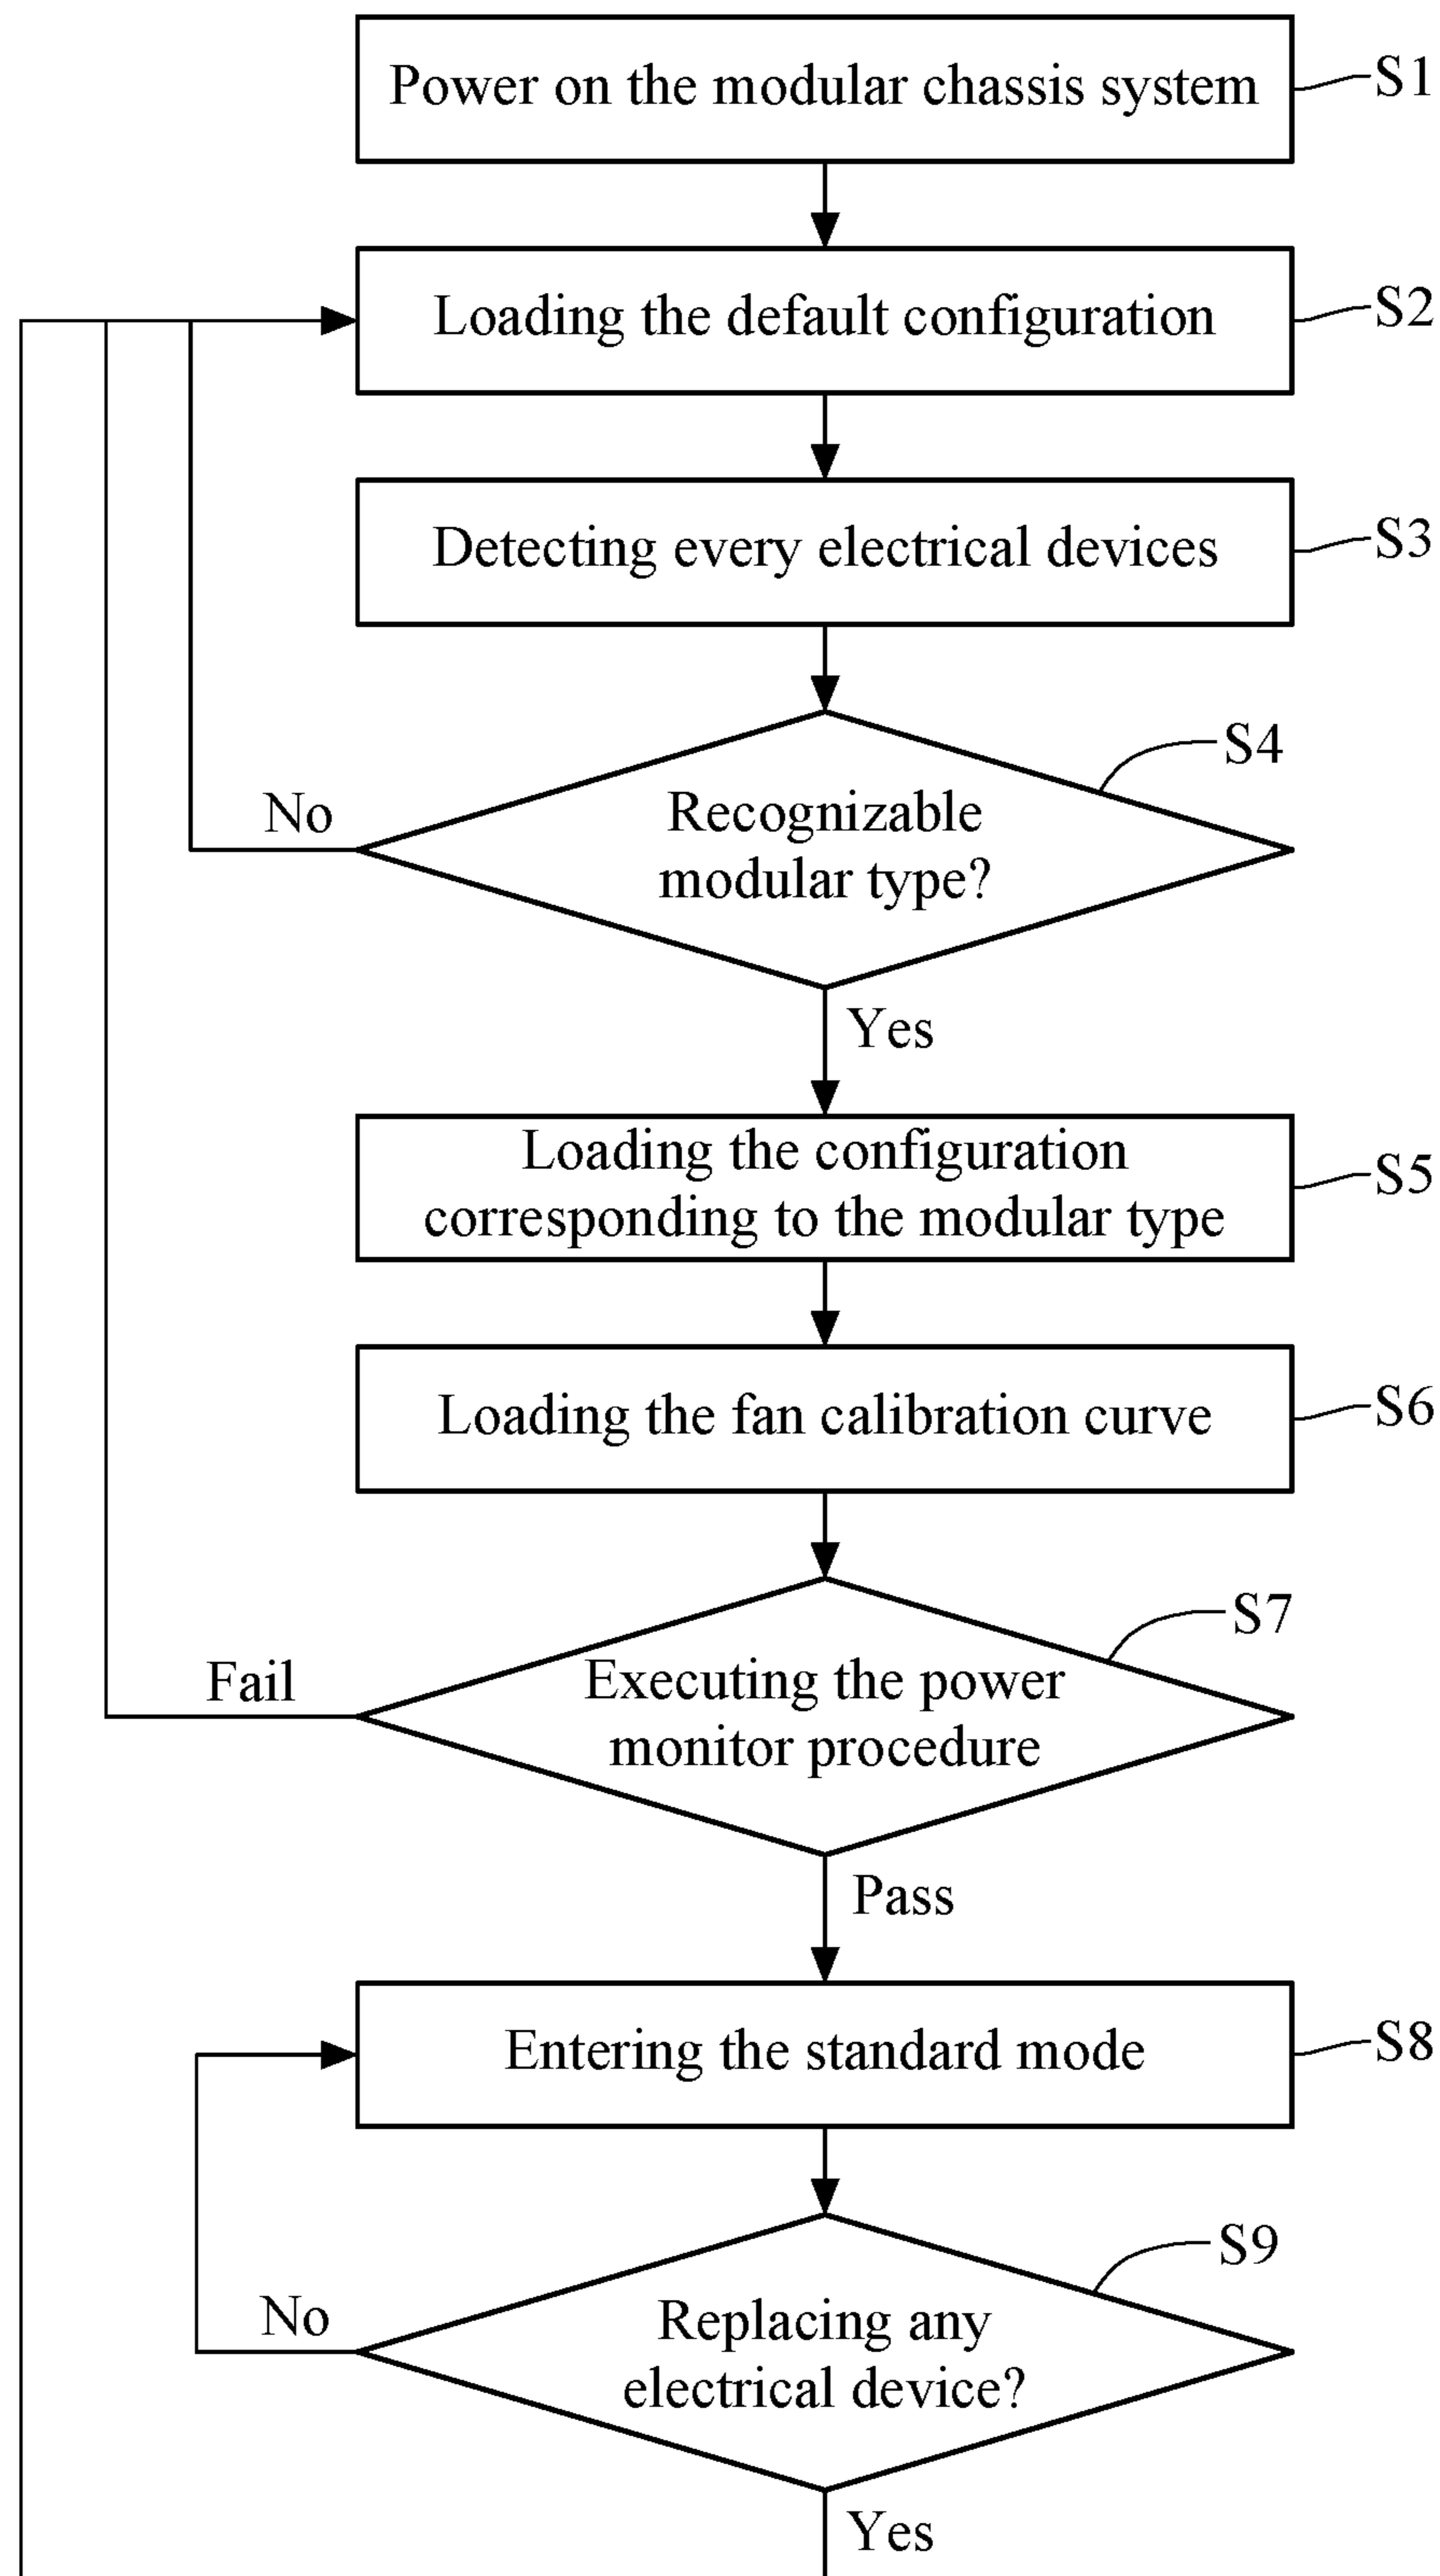 Power on the modular chassis system
S1
Loading the default configuration
S2
Detecting every electrical devices
S3
S4
Recognizable
modular type?
No
Yes
Loading the configuration
corresponding to the modular type
S5
Loading the fan calibration curve
S6
S7
Executing the power
monitor procedure
Fail
Pass
Entering the standard mode
S8
S9
Replacing any
electrical device?
No
Yes